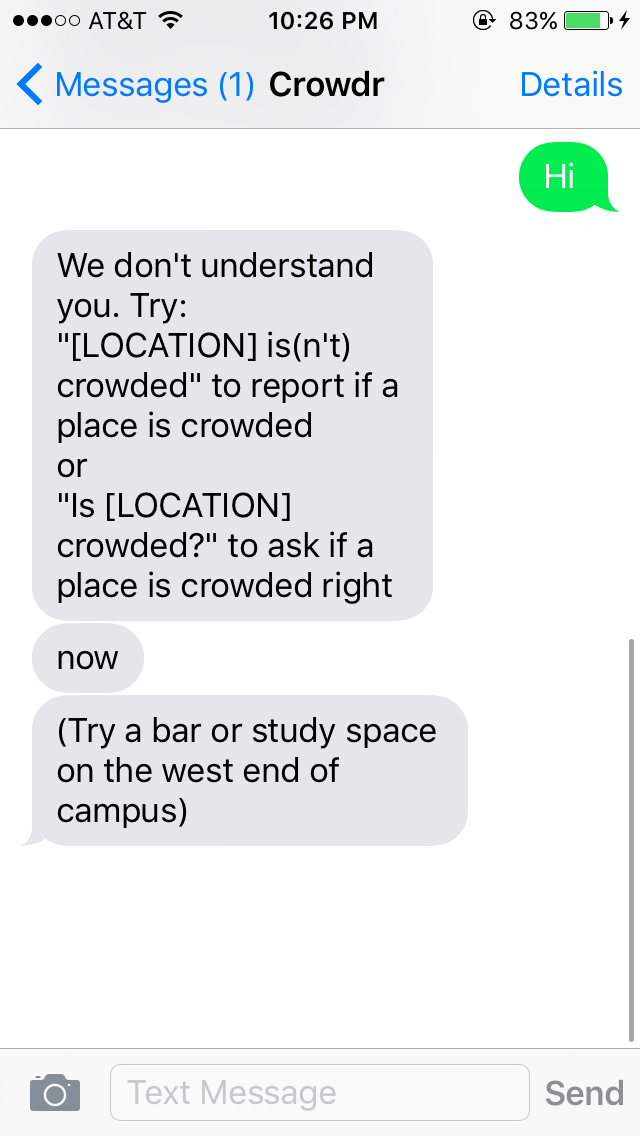 AT&T 10:26 PM 83%
Messages (1) Crowdr Details
Hi
We don't understand
you. Try:
"[LOCATION] is(n't)
crowded" to report if a
place is crowded
or
"Is [LOCATION]
crowded?" to ask if a
place is crowded right
now
(Try a bar or study space
on the west end of
campus)
Text Message Send